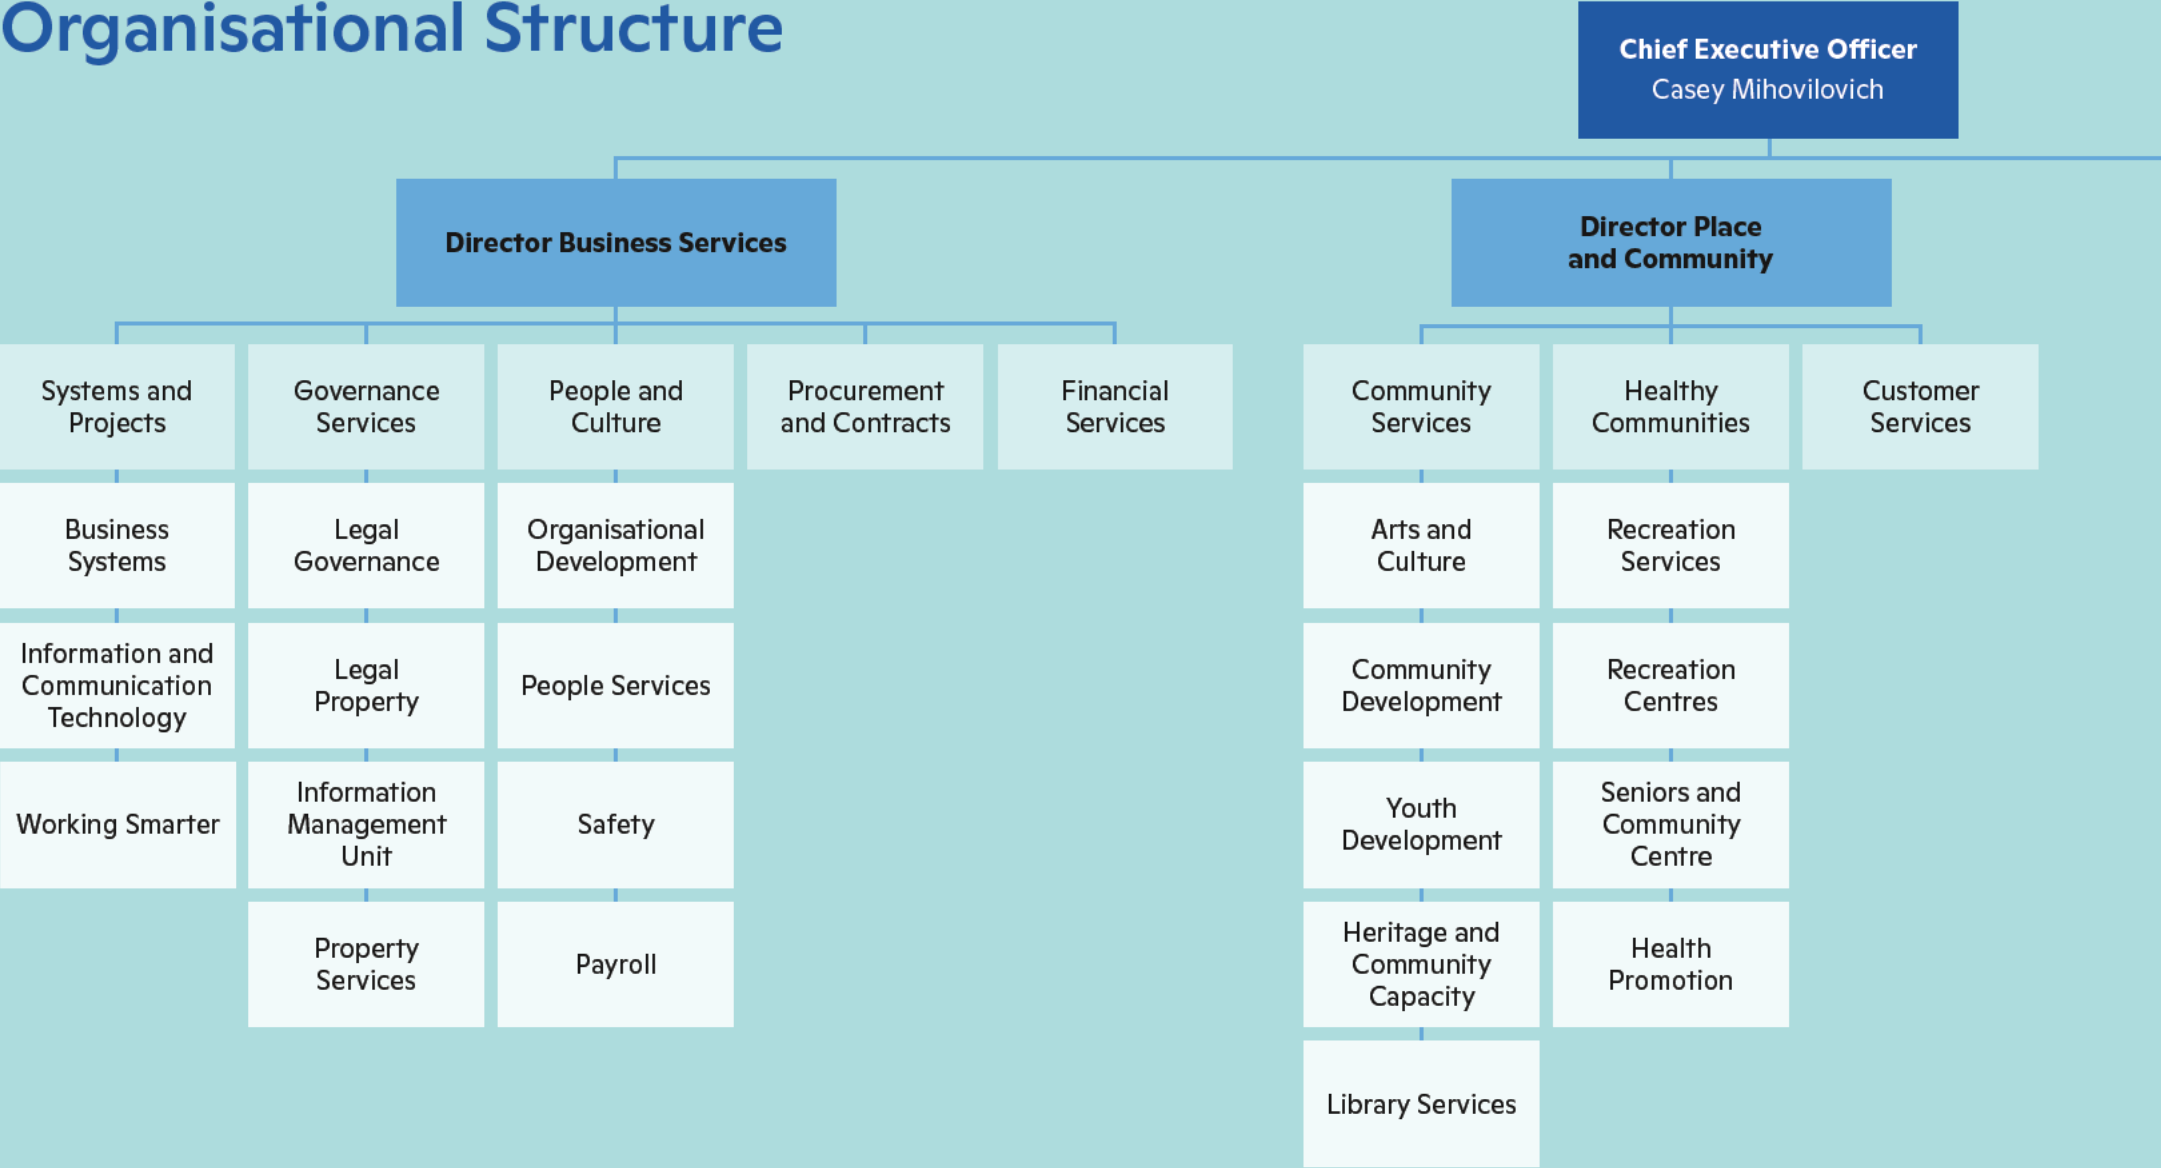 Organisational Structure
Chief Executive Officer
Casey Mihovilovich
Director Business Services
Director Place
and Community
Systems and
Projects
Governance
Services
People and
Culture
Procurement
and Contracts
Financial
Services
Community
Services
Healthy
Communities
Customer
Services
Business
Systems
Legal
Governance
Organisational
Development
Arts and
Culture
Recreation
Services
Information and
Communication
Technology
Legal
Property
People Services
Community
Development
Recreation
Centres
Working Smarter
Information
Management
Unit
Safety
Youth
Development
Seniors and
Community
Centre
Property
Services
Payroll
Heritage and
Community
Capacity
Health
Promotion
Library Services